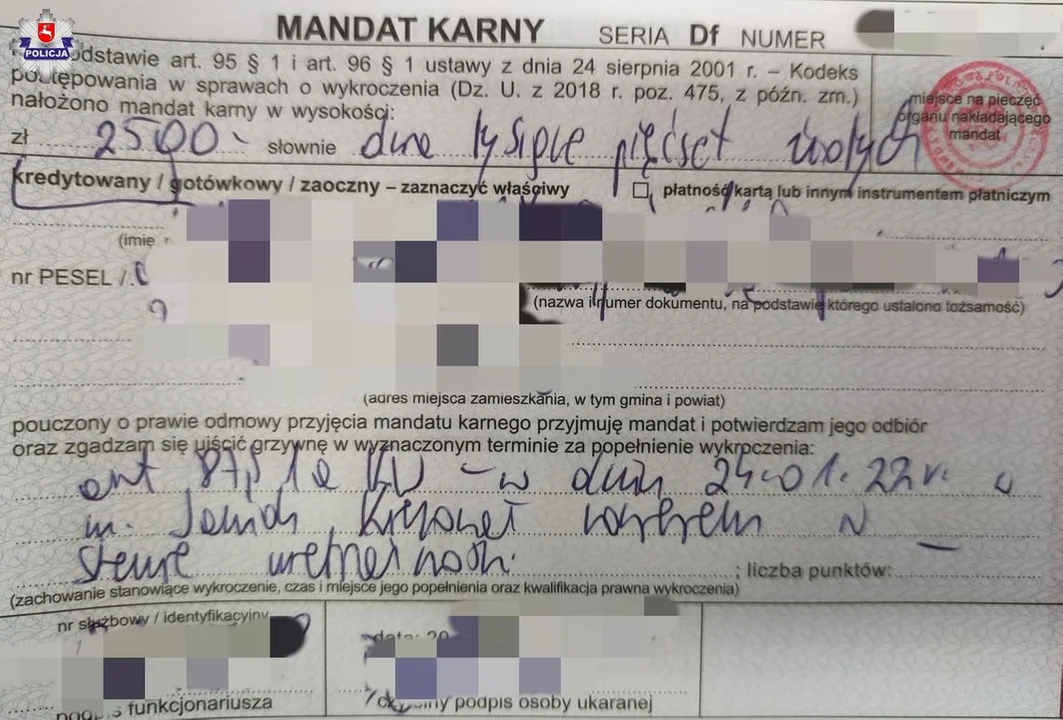 POLICJA
MANDAT KARNY SERIA Df NUMER
odstawie art. 95 § 1 i art. 96 § 1 ustawy z dnia 24 sierpnia 2001 r. – Kodeks
postępowania w sprawach o wykroczenia (Dz. U. z 2018 r. poz. 475, z późn. zm.)
nałożono mandat karny w wysokości:
miejsce na pieczęć
organu nakładającego
mandat
zł 2500 słownie dwa tysiące pięćset złotych
kredytowany / gotówkowy / zaoczny – zaznaczyć właściwy płatność kartą lub innym instrumentem płatniczym
(imię
nr PESEL /
(nazwa i numer dokumentu, na podstawie którego ustalono tożsamość)
(adres miejsca zamieszkania, w tym gmina i powiat)
pouczony o prawie odmowy przyjęcia mandatu karnego przyjmuję mandat i potwierdzam jego odbiór
oraz zgadzam się uiścić grzywnę w wyznaczonym terminie za popełnienie wykroczenia:
art 87 § 1a KW – w dniu 24.01.22r. o
m. Kierował rowerem w
stanie nietrzeźwości ; liczba punktów:
(zachowanie stanowiące wykroczenie, czas i miejsce jego popełnienia oraz kwalifikacja prawna wykroczenia)
nr służbowy / identyfikacyjny
data: 20
podpis funkcjonariusza
/ czytelny podpis osoby ukaranej